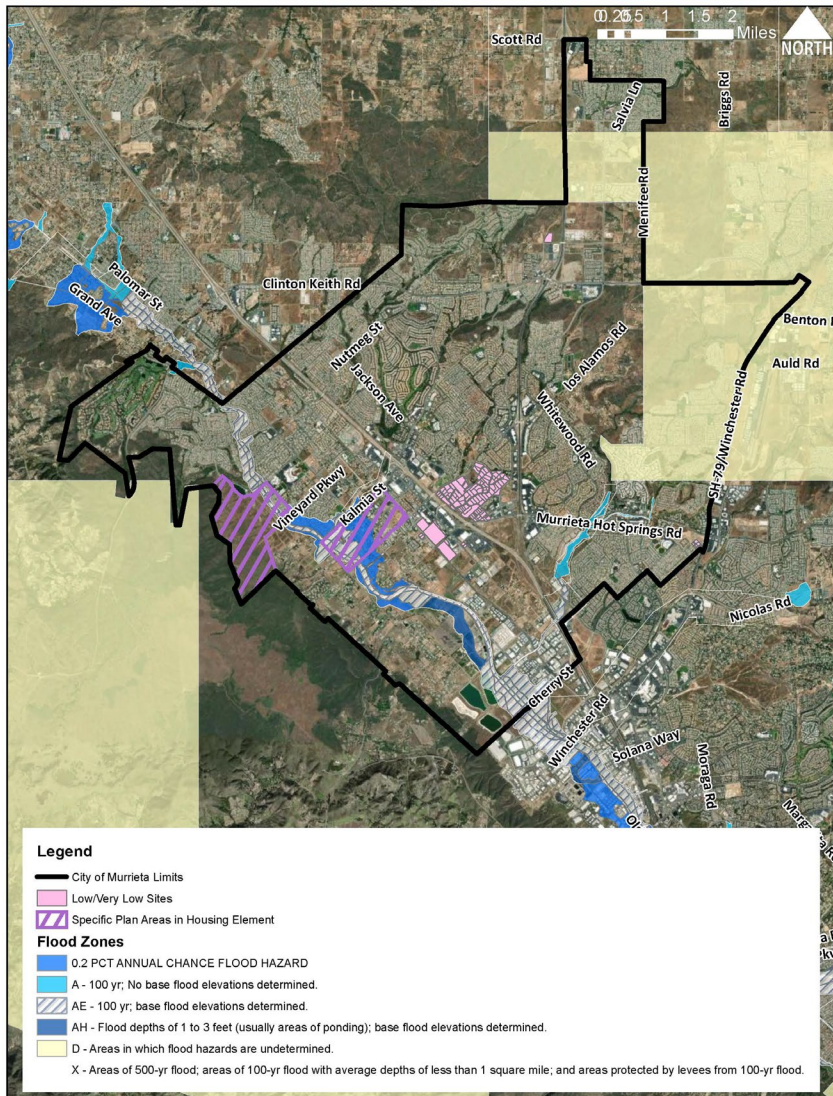 Scott Rd
0 0.25 0.5 1 1.5 2
Miles
NORTH
Salvia Ln
Briggs Rd
Menifee Rd
Palomar St
Grand Ave
Clinton Keith Rd
Nutmeg St
Jackson Ave
los Alamos Rd
Whitewood Rd
Benton
Auld Rd
SH-79/Winchester Rd
Vineyard Pkwy
Kalmia St
Murrieta Hot Springs Rd
Nicolas Rd
Cherry St
Winchester Rd
Solana Way
Moraga Rd
Legend
City of Murrieta Limits
Low/Very Low Sites
Specific Plan Areas in Housing Element
Flood Zones
0.2 PCT ANNUAL CHANCE FLOOD HAZARD
A - 100 yr; No base flood elevations determined.
AE - 100 yr; base flood elevations determined.
AH - Flood depths of 1 to 3 feet (usually areas of ponding); base flood elevations determined.
D - Areas in which flood hazards are undetermined.
X - Areas of 500-yr flood; areas of 100-yr flood with average depths of less than 1 square mile; and areas protected by levees from 100-yr flood.